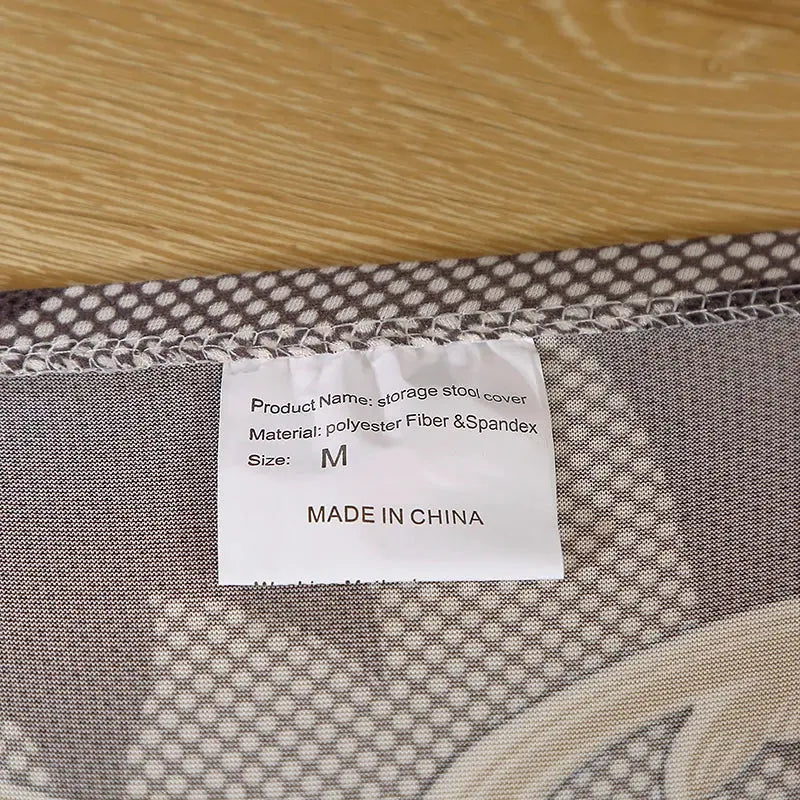 Product Name: storage stool cover
Material: polyester Fiber &Spandex
Size: M
MADE IN CHINA